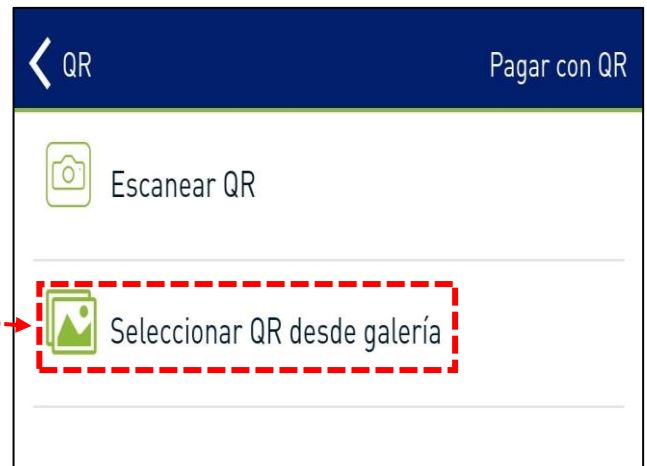 QR
Pagar con QR
Escanear QR
Seleccionar QR desde galería